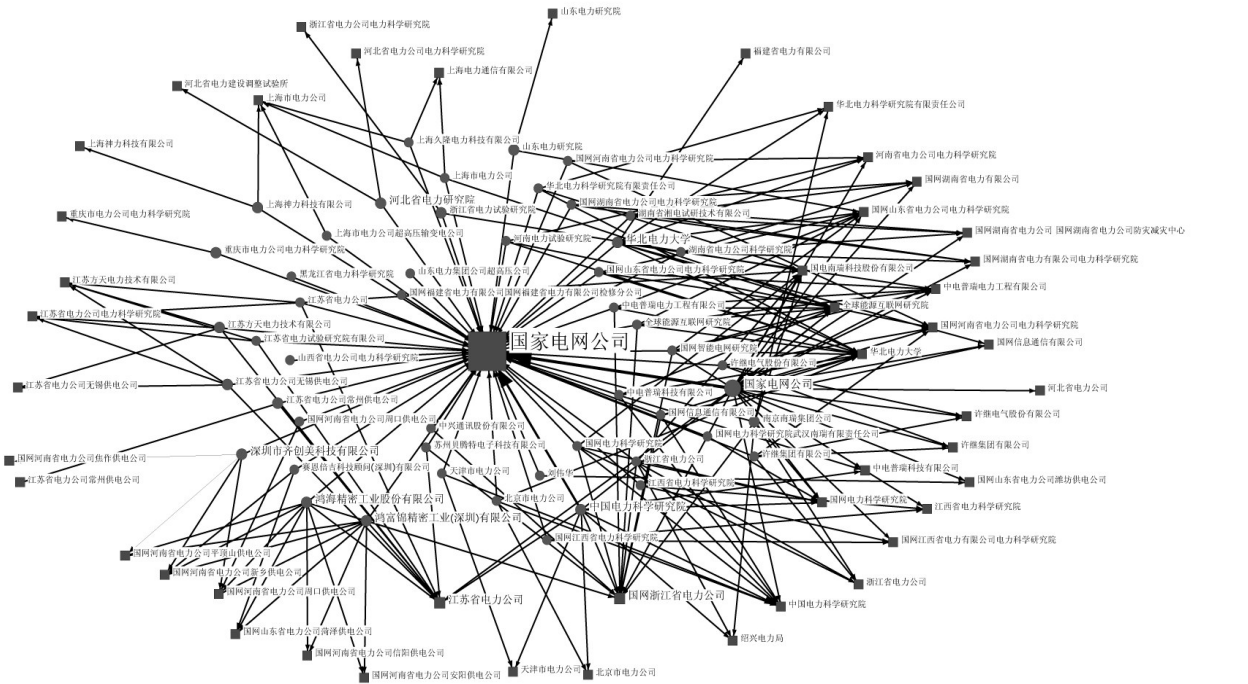 山东电力研究院
浙江省电力公司电力科学研究院
河北省电力公司电力科学研究院
福建省电力有限公司
上海电力通信有限公司
河北省电力建设调整试验所
上海市电力公司
华北电力科学研究院有限责任公司
上海久隆电力科技有限公司
上海神力科技有限公司
山东电力研究院
国网河南省电力公司电力科学研究院
河南省电力公司电力科学研究院
上海市电力公司
国网湖南省电力有限公司
华北电力科学研究院有限责任公司
河北省电力研究院
国网湖南省电力公司电力科学研究院
上海神力科技有限公司
浙江省电力试验研究院
湖南省湘电试研技术有限公司
国网山东省电力公司电力科学研究院
重庆市电力公司电力科学研究院
国网湖南省电力公司 国网湖南省电力公司防灾减灾中心
上海市电力公司超高压输变电公司
河南电力试验研究院
华北电力大学
重庆市电力公司电力科学研究院
湖南省电力公司科学研究院
国网湖南省电力有限公司电力科学研究院
黑龙江省电力科学研究院
山东电力集团公司超高压公司
国网山东省电力公司电力科学研究院
国电南瑞科技股份有限公司
江苏方天电力技术有限公司
中电普瑞电力工程有限公司
国网福建省电力有限公司国网福建省电力有限公司检修分公司
江苏省电力公司
中电普瑞电力工程有限公司
全球能源互联网研究院
江苏省电力公司电力科学研究院
江苏方天电力技术有限公司
全球能源互联网研究院
国网河南省电力公司电力科学研究院
江苏省电力试验研究院有限公司
国家电网公司
国网信息通信有限公司
国网智能电网研究院
华北电力大学
山西省电力公司电力科学研究院
许继电气股份有限公司
江苏省电力公司无锡供电公司
江苏省电力公司无锡供电公司
国家电网公司
河北省电力公司
中电普瑞科技有限公司
江苏省电力公司常州供电公司
国网信息通信有限公司
许继电气股份有限公司
国网河南省电力公司周口供电公司
南京南瑞集团公司
中兴通讯股份有限公司
国网电力科学研究院武汉南瑞有限责任公司
苏州贝腾特电子科技有限公司
国网电力科学研究院
许继集团有限公司
深圳市齐创美科技有限公司
许继集团有限公司
国网河南省电力公司焦作供电公司
浙江省电力公司
赛恩倍吉科技顾问(深圳)有限公司
中电普瑞科技有限公司
天津市电力公司
刘伟华
江苏省电力公司常州供电公司
国网山东省电力公司潍坊供电公司
江西省电力科学研究院
鸿海精密工业股份有限公司
北京市电力公司
国网电力科学研究院
中国电力科学研究院
江西省电力科学研究院
鸿富锦精密工业(深圳)有限公司
国网江西省电力科学研究院
国网江西省电力有限公司电力科学研究院
国网河南省电力公司平顶山供电公司
国网河南省电力公司新乡供电公司
浙江省电力公司
国网河南省电力公司周口供电公司
国网浙江省电力公司
江苏省电力公司
中国电力科学研究院
国网山东省电力公司菏泽供电公司
绍兴电力局
国网河南省电力公司信阳供电公司
天津市电力公司
北京市电力公司
国网河南省电力公司安阳供电公司